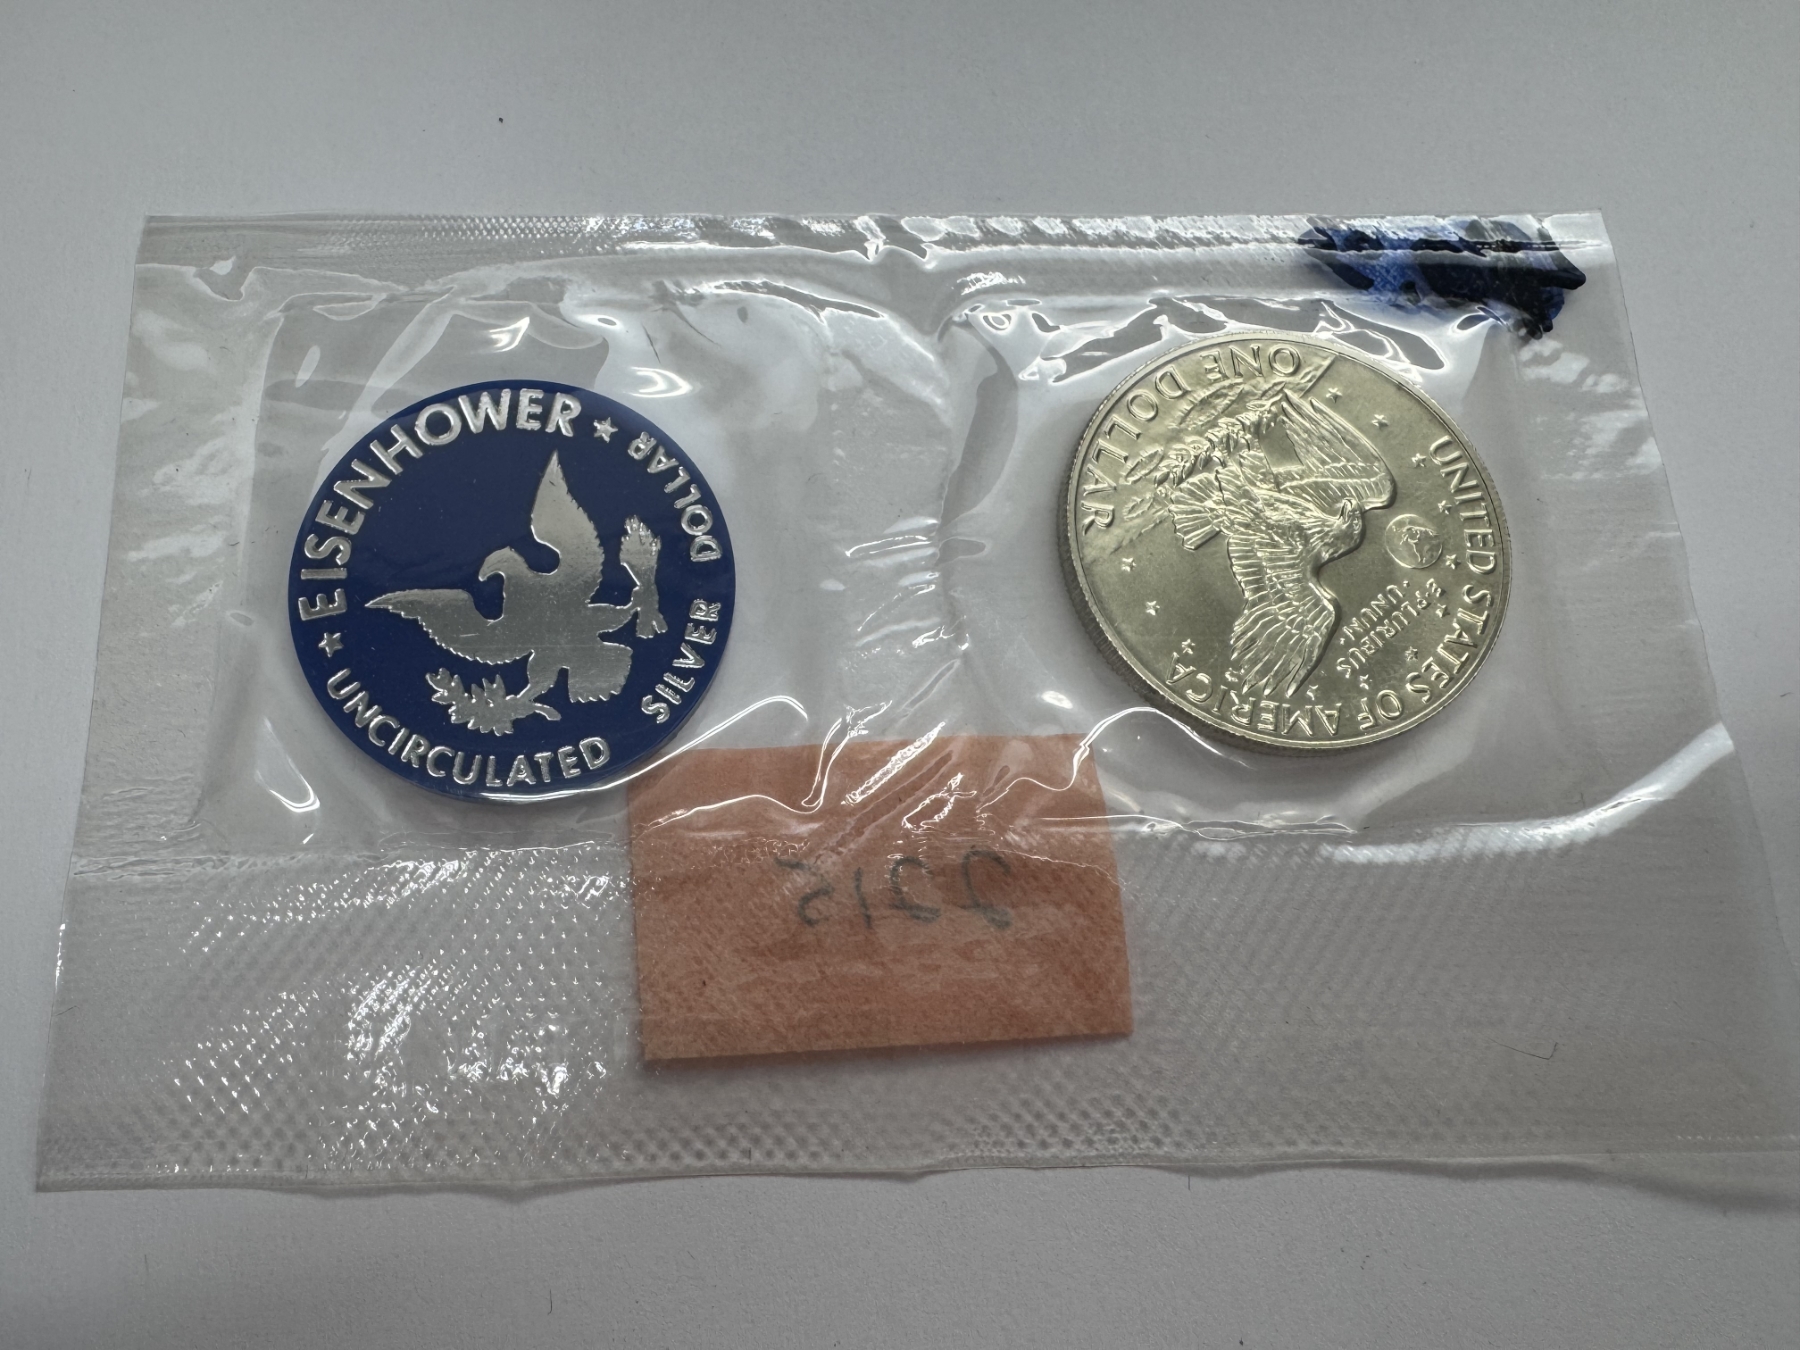 ★ EISENHOWER ★
UNCIRCULATED
SILVER DOLLAR
UNITED STATES OF AMERICA
E PLURIBUS
UNUM
ONE DOLLAR